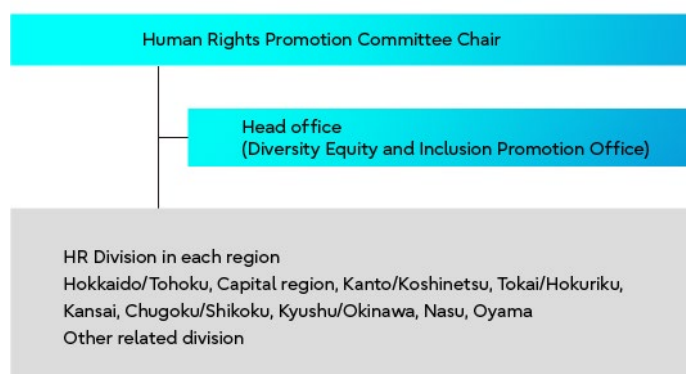 Human Rights Promotion Committee Chair
Head office
(Diversity Equity and Inclusion Promotion Office)
HR Division in each region
Hokkaido/Tohoku, Capital region, Kanto/Koshinetsu, Tokai/Hokuriku,
Kansai, Chugoku/Shikoku, Kyushu/Okinawa, Nasu, Oyama
Other related division